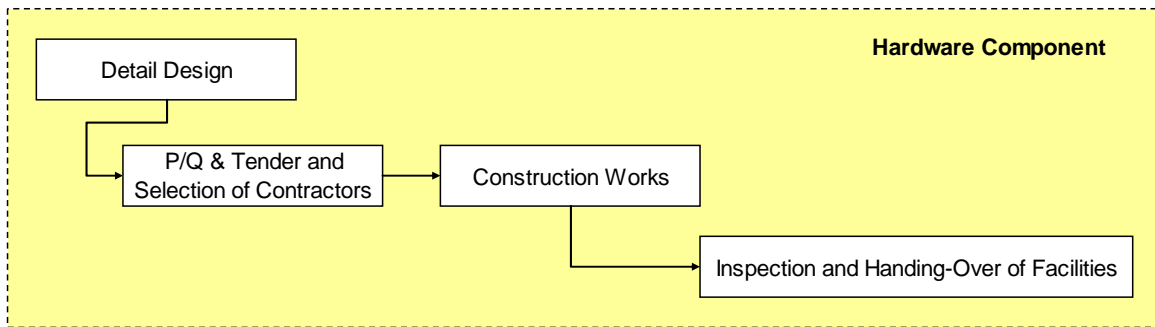 Hardware Component
Detail Design
P/Q & Tender and
Selection of Contractors
Construction Works
Inspection and Handing-Over of Facilities